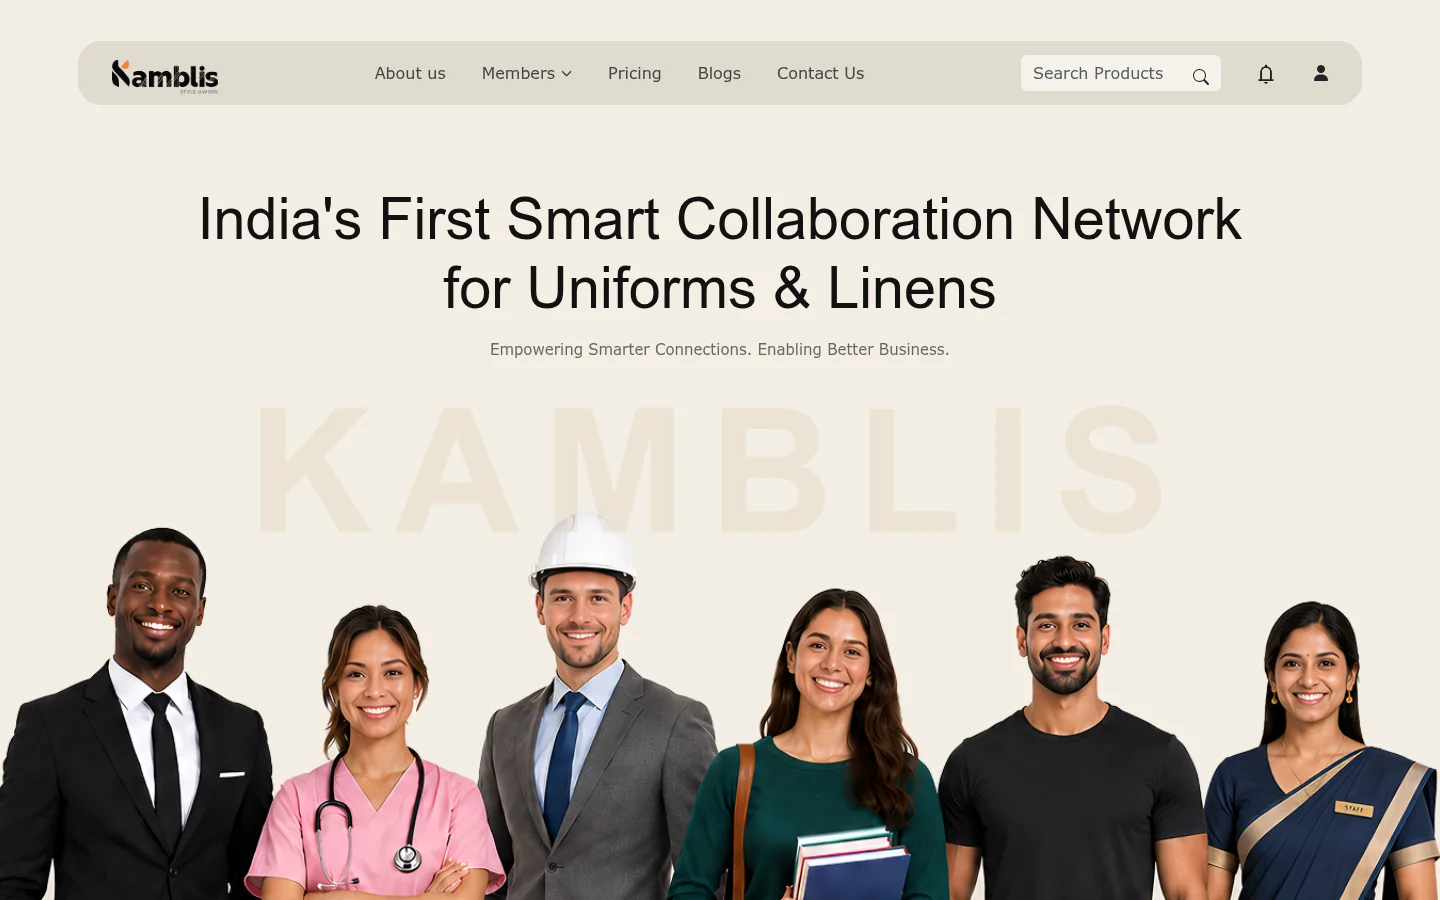 Kamblis
About us
Members
Pricing
Blogs
Contact Us
Search Products
India's First Smart Collaboration Network
for Uniforms & Linens
Empowering Smarter Connections. Enabling Better Business.
KAMBLIS
STAFF